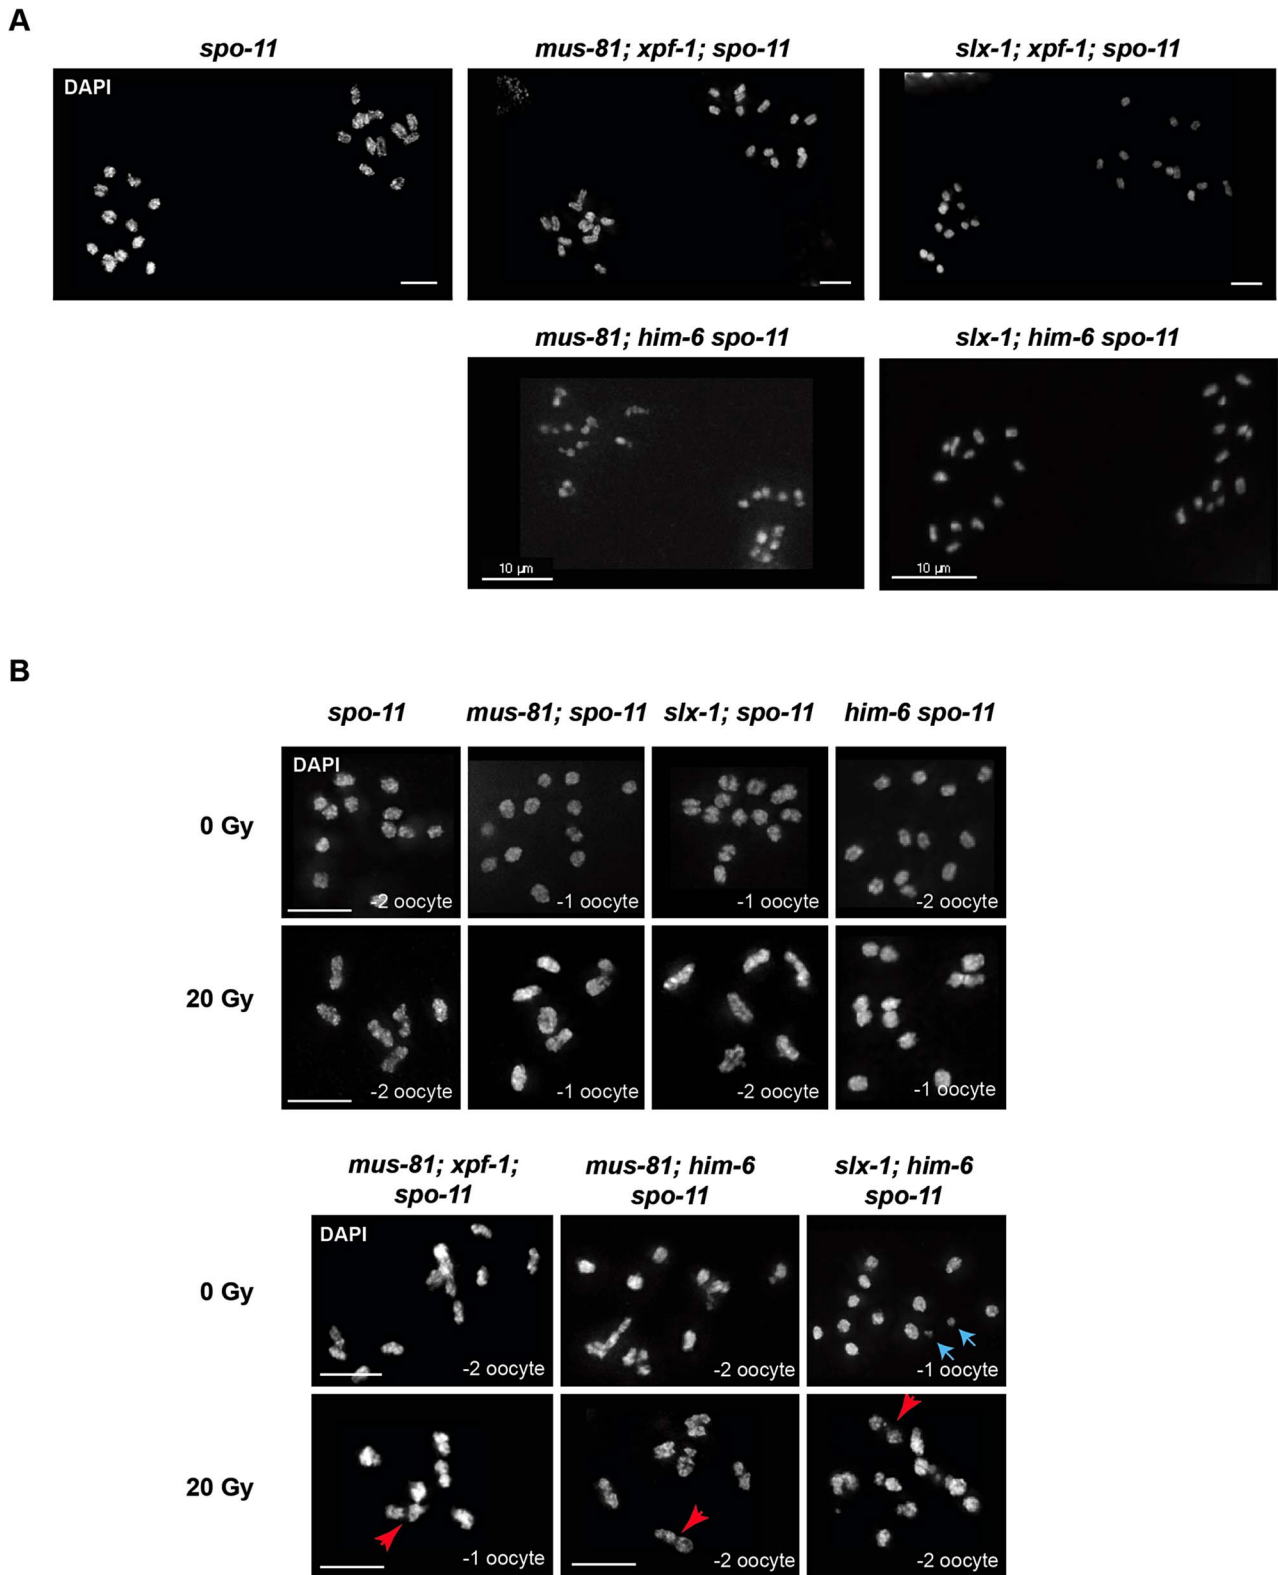 A
spo-11
mus-81; xpf-1; spo-11
slx-1; xpf-1; spo-11
DAPI
mus-81; him-6 spo-11
slx-1; him-6 spo-11
10 µm
10 µm
B
spo-11
mus-81; spo-11
slx-1; spo-11
him-6 spo-11
0 Gy
DAPI
-2 oocyte
-1 oocyte
-1 oocyte
-2 oocyte
20 Gy
-2 oocyte
-1 oocyte
-2 oocyte
-1 oocyte
mus-81; xpf-1;
spo-11
mus-81; him-6
spo-11
slx-1; him-6
spo-11
0 Gy
DAPI
-2 oocyte
-2 oocyte
-1 oocyte
20 Gy
-1 oocyte
-2 oocyte
-2 oocyte